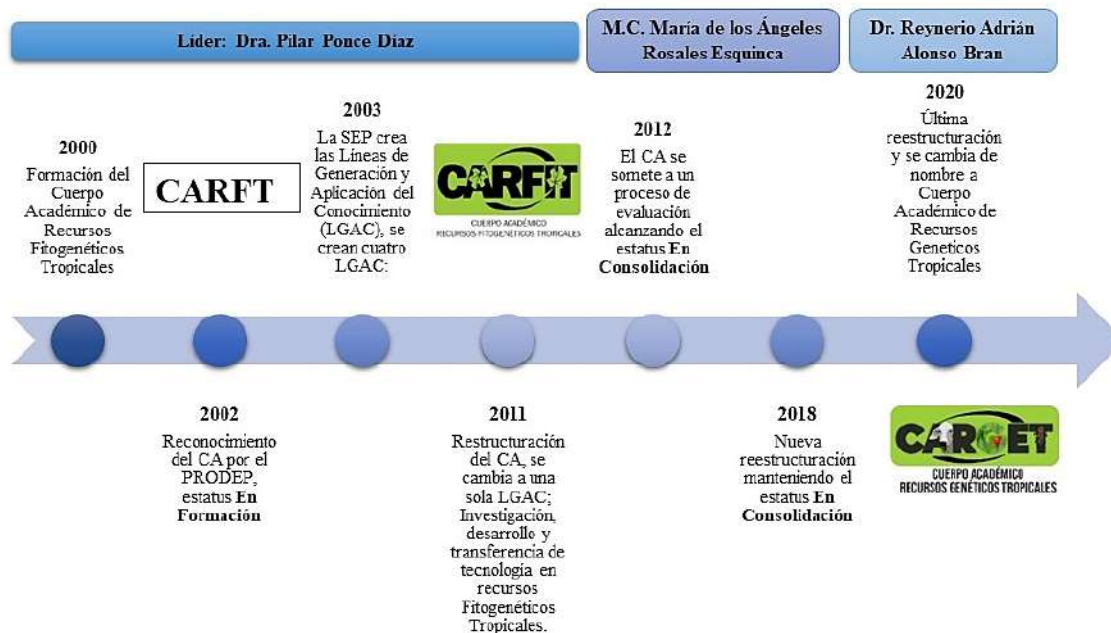 Líder: Dra. Pilar Ponce Díaz
M.C. María de los Ángeles
Rosales Esquinca
Dr. Reynerio Adrián
Alonso Bran
2000
Formación del
Cuerpo
Académico de
Recursos
Fitogenéticos
Tropicales
CARFT
2003
La SEP crea
las Líneas de
Generación y
Aplicación del
Conocimiento
(LGAC), se
crean cuatro
LGAC:
CARFIT
CUERPO ACADÉMICO
RECURSOS FITOGENÉTICOS TROPICALES
2012
El CA se
somete a un
proceso de
evaluación
alcanzando el
estatus En
Consolidación
2020
Última
reestructuración
y se cambia de
nombre a
Cuerpo
Académico de
Recursos
Geneticos
Tropicales
2002
Reconocimiento
del CA por el
PRODEP,
estatus En
Formación
2011
Restructuración
del CA, se
cambia a una
sola LGAC;
Investigación,
desarrollo y
transferencia de
tecnología en
recursos
Fitogenéticos
Tropicales.
2018
Nueva
reestructuración
manteniendo el
estatus En
Consolidación
CARGET
CUERPO ACADÉMICO
RECURSOS GENÉTICOS TROPICALES